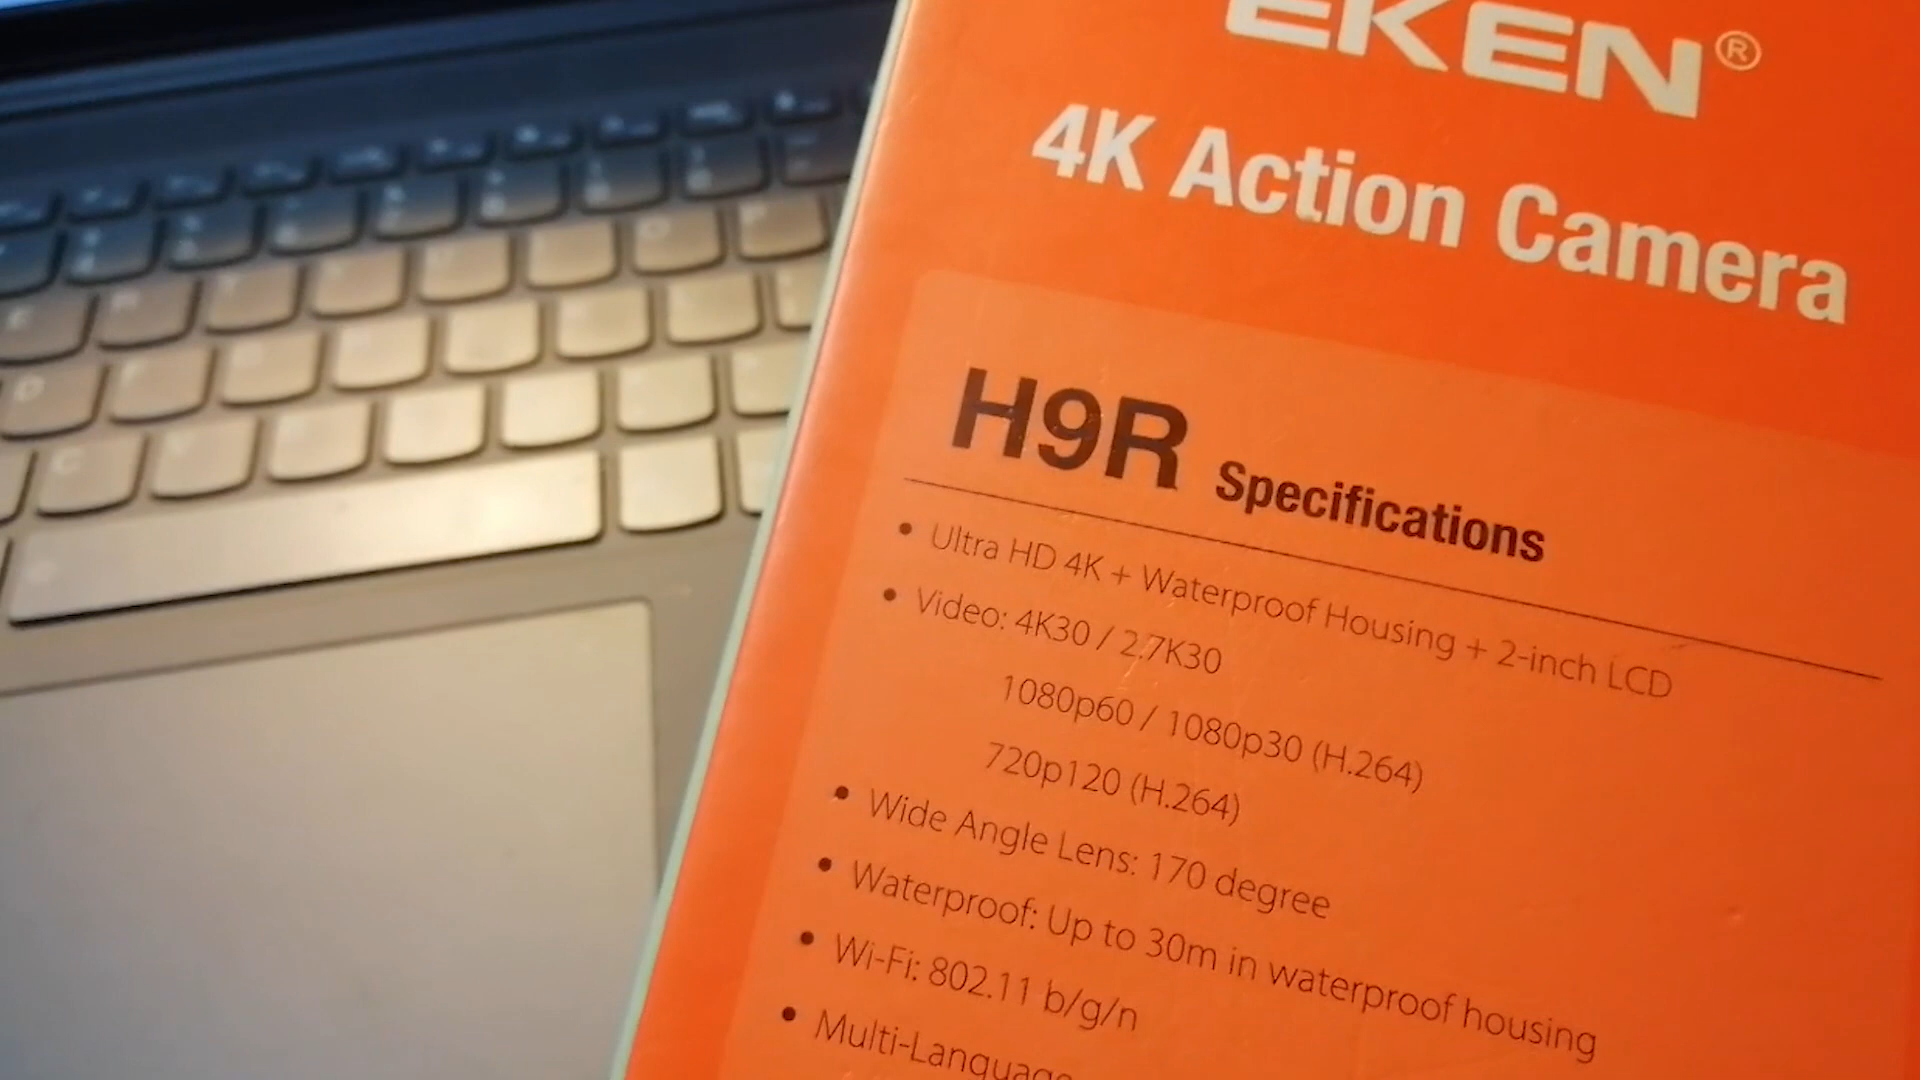 EKEN®
4K Action Camera
H9R Specifications
• Ultra HD 4K + Waterproof Housing + 2-inch LCD
• Video: 4K30 / 2.7K30
1080p60 / 1080p30 (H.264)
720p120 (H.264)
• Wide Angle Lens: 170 degree
• Waterproof: Up to 30m in waterproof housing
• Wi-Fi: 802.11 b/g/n